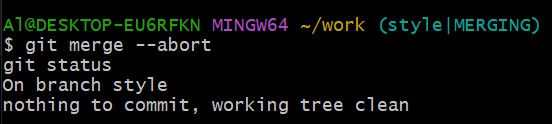 Al@DESKTOP-EU6RFKN MINGW64 ~/work (style|MERGING)
$ git merge --abort
git status
On branch style
nothing to commit, working tree clean